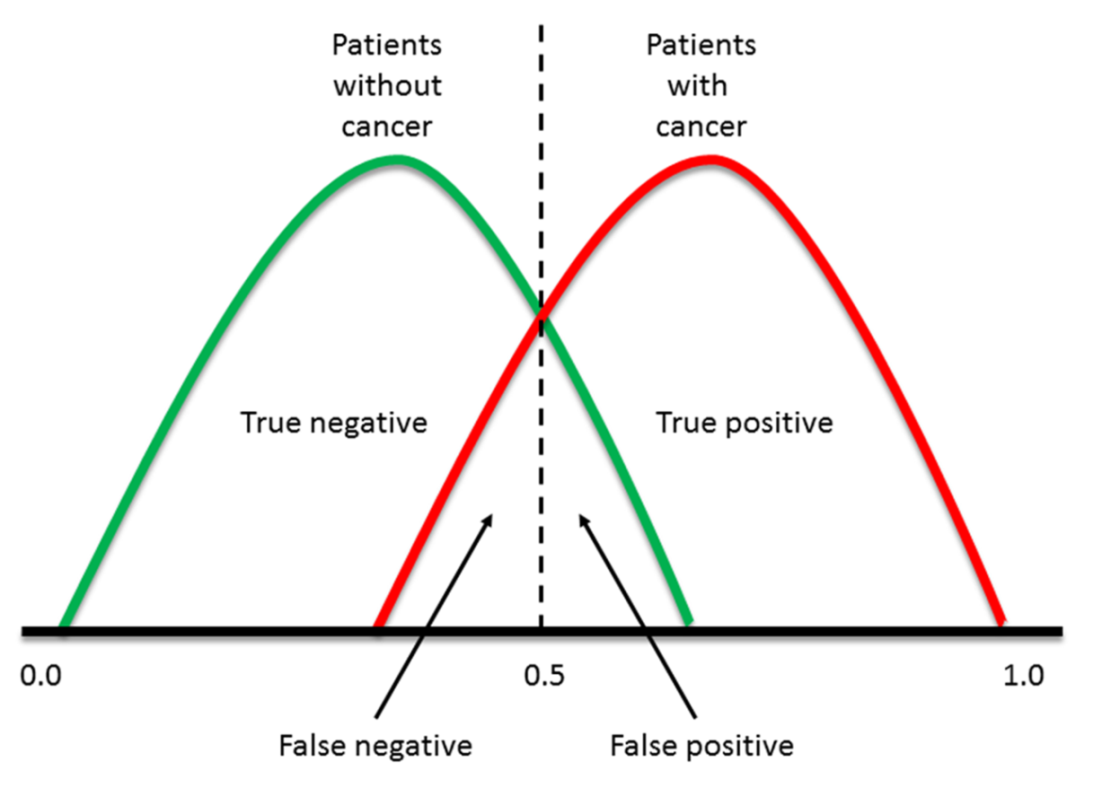 Patients
without
cancer
Patients
with
cancer
True negative
True positive
0.0
0.5
1.0
False negative
False positive